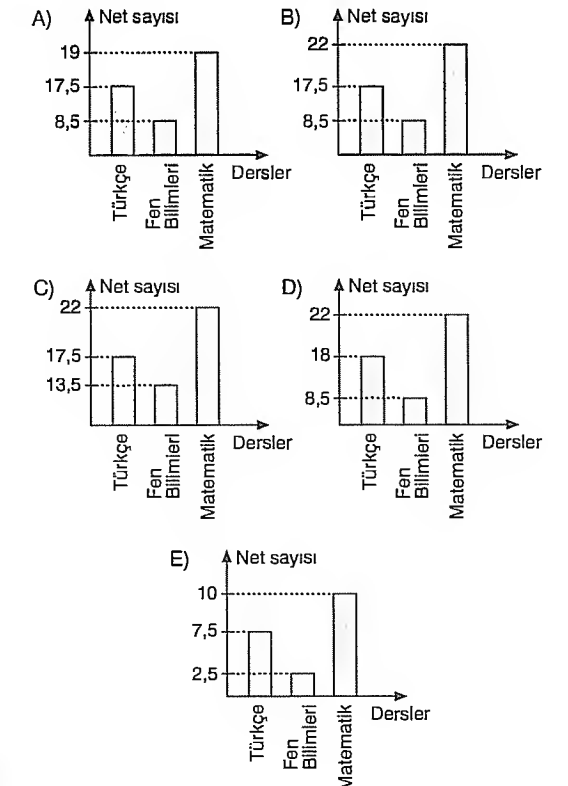 A) Net sayısı
19
17,5
8,5
Türkçe
Fen
Bilimleri
Matematik
Dersler
B) Net sayısı
22
17,5
8,5
Türkçe
Fen
Bilimleri
Matematik
Dersler
C) Net sayısı
22
17,5
13,5
Türkçe
Fen
Bilimleri
Matematik
Dersler
D) Net sayısı
22
18
8,5
Türkçe
Fen
Bilimleri
Matematik
Dersler
E) Net sayısı
10
7,5
2,5
Türkçe
Fen
Bilimleri
Matematik
Dersler